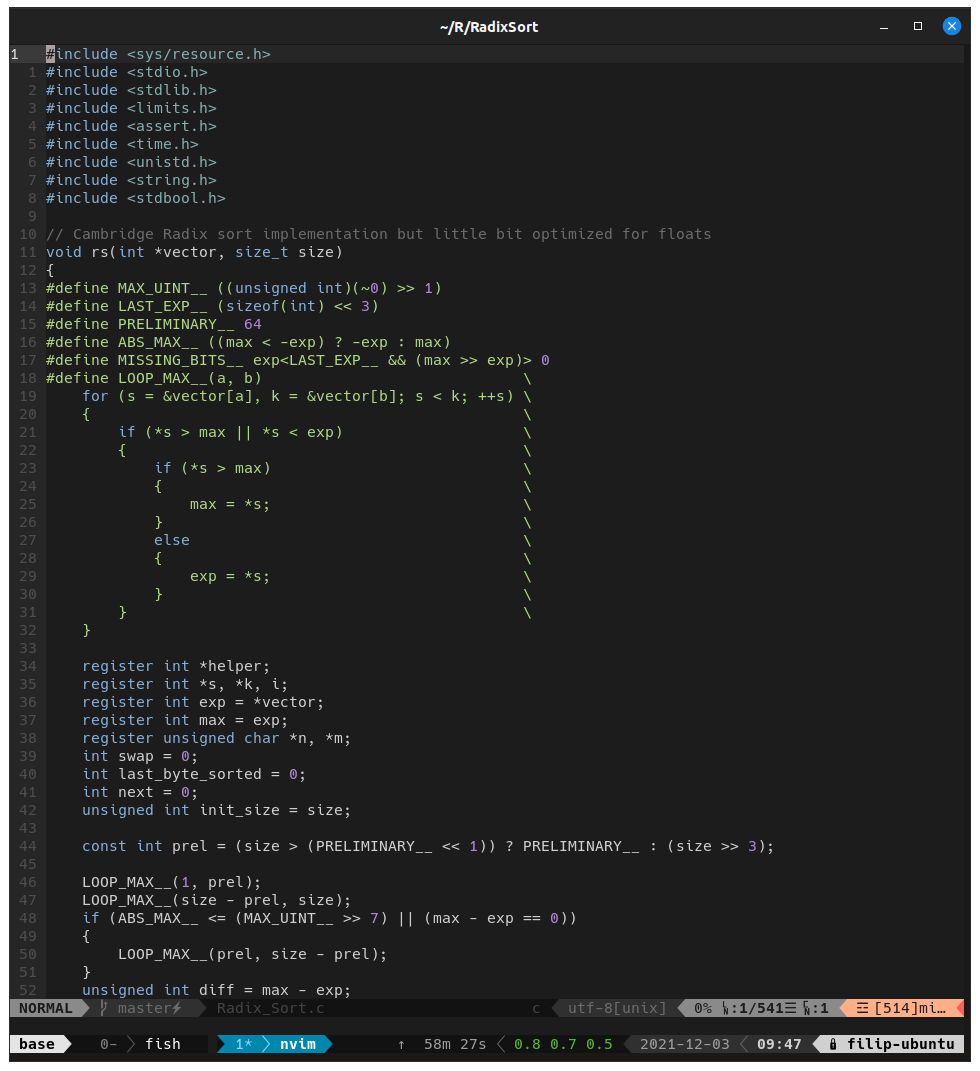 ~/R/RadixSort
1 #include <sys/resource.h>
1 #include <stdio.h>
2 #include <stdlib.h>
3 #include <limits.h>
4 #include <assert.h>
5 #include <time.h>
6 #include <unistd.h>
7 #include <string.h>
8 #include <stdbool.h>
9
10 // Cambridge Radix sort implementation but little bit optimized for floats
11 void rs(int *vector, size_t size)
12 {
13 #define MAX_UINT__ ((unsigned int)(~0) >> 1)
14 #define LAST_EXP__ (sizeof(int) << 3)
15 #define PRELIMINARY__ 64
16 #define ABS_MAX__ ((max < -exp) ? -exp : max)
17 #define MISSING_BITS__ exp<LAST_EXP__ && (max >> exp)> 0
18 #define LOOP_MAX__(a, b)                             \
19     for (s = &vector[a], k = &vector[b]; s < k; ++s) \
20     {                                                \
21         if (*s > max || *s < exp)                    \
22         {                                            \
23             if (*s > max)                            \
24             {                                        \
25                 max = *s;                            \
26             }                                        \
27             else                                     \
28             {                                        \
29                 exp = *s;                            \
30             }                                        \
31         }                                            \
32     }
33
34     register int *helper;
35     register int *s, *k, i;
36     register int exp = *vector;
37     register int max = exp;
38     register unsigned char *n, *m;
39     int swap = 0;
40     int last_byte_sorted = 0;
41     int next = 0;
42     unsigned int init_size = size;
43
44     const int prel = (size > (PRELIMINARY__ << 1)) ? PRELIMINARY__ : (size >> 3);
45
46     LOOP_MAX__(1, prel);
47     LOOP_MAX__(size - prel, size);
48     if (ABS_MAX__ <= (MAX_UINT__ >> 7) || (max - exp == 0))
49     {
50         LOOP_MAX__(prel, size - prel);
51     }
52     unsigned int diff = max - exp;
NORMAL master⚡ Radix_Sort.c c utf-8[unix] 0% ㏑:1/541☰ ℅:1 ☲ [514]mi…
base 0- fish 1* nvim ↑ 58m 27s 0.8 0.7 0.5 2021-12-03 09:47 filip-ubuntu